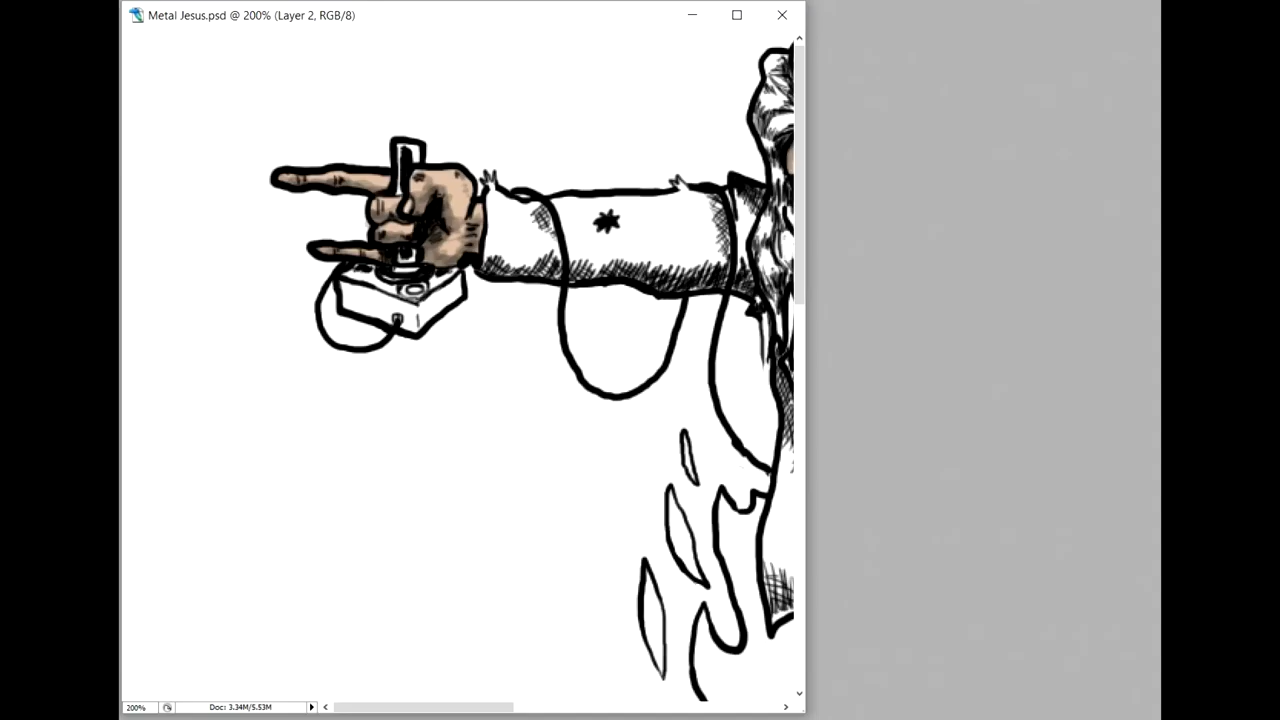 Metal Jesus.psd @ 200% (Layer 2, RGB/8)
200%
Doc: 3.34M/5.53M